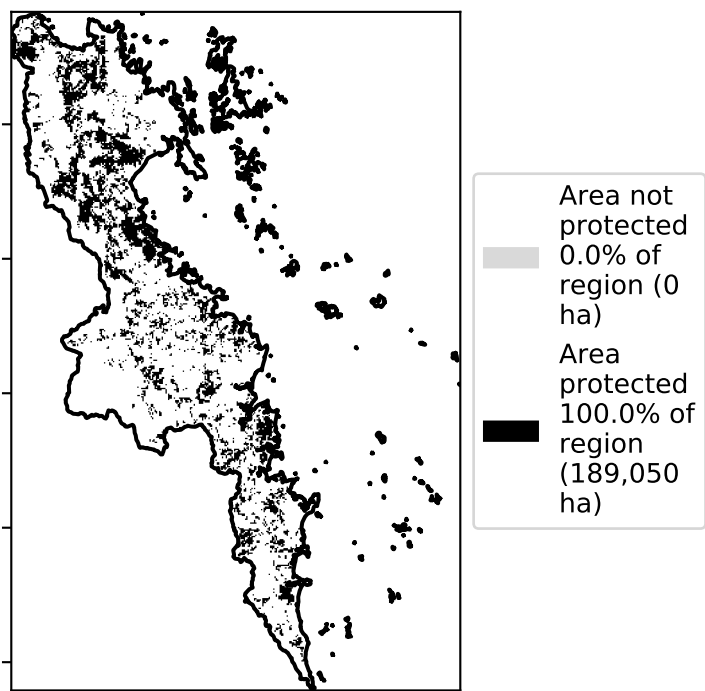 Area not
protected
0.0% of
region (0
ha)
Area
protected
100.0% of
region
(189,050
ha)